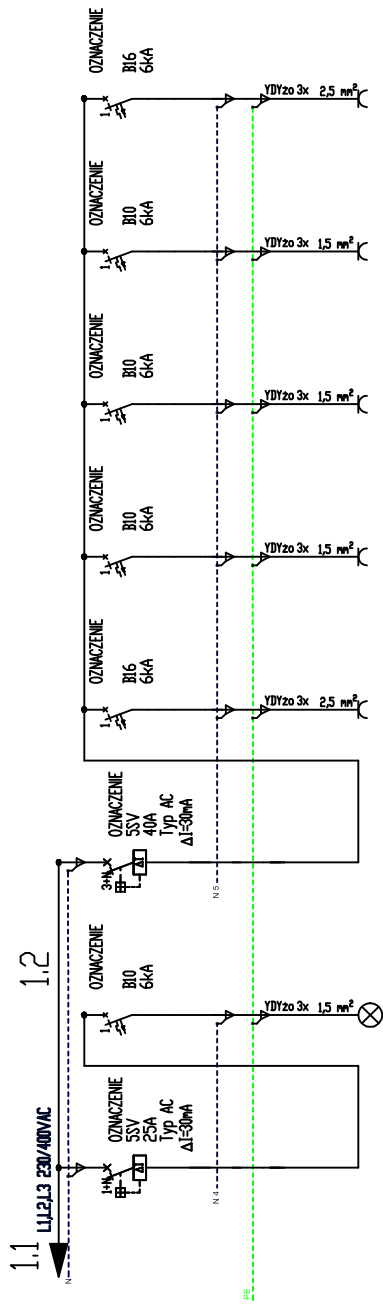 1.1
L1,L2,L3 230/400VAC
N
1.2
1+N
OZNACZENIE
5SV
25A
Typ AC
ΔI=30mA
ΔI
N4
PE
1
OZNACZENIE
B10
6kA
YDYżo 3x 1,5 mm²
3+N
OZNACZENIE
5SV
40A
Typ AC
ΔI=30mA
ΔI
N5
1
OZNACZENIE
B16
6kA
YDYżo 3x 2,5 mm²
1
OZNACZENIE
B10
6kA
YDYżo 3x 1,5 mm²
1
OZNACZENIE
B10
6kA
YDYżo 3x 1,5 mm²
1
OZNACZENIE
B10
6kA
YDYżo 3x 1,5 mm²
1
OZNACZENIE
B16
6kA
YDYżo 3x 2,5 mm²